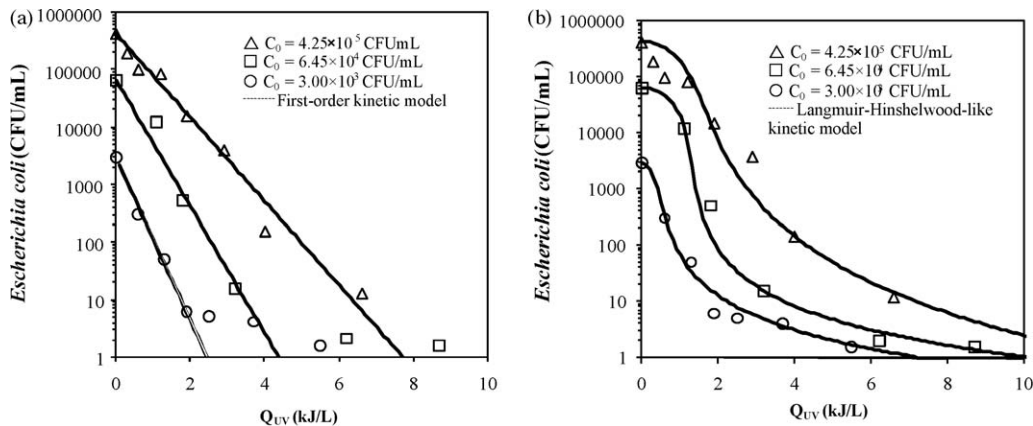 (a)
1000000
100000
10000
1000
100
10
1
Escherichia coli (CFU/mL)
C0 = 4.25×10 5 CFUmL
C0 = 6.45×10 4 CFU/mL
C0 = 3.00×10 3 CFU/mL
First-order kinetic model
0 2 4 6 8 10
QUV (kJ/L)
(b)
1000000
100000
10000
1000
100
10
1
Escherichia coli (CFU/mL)
C0 = 4.25 ×10 5 CFU/mL
C0 = 6.45×10 CFU/mL
C0 = 3.00 ×10 CFU/mL
Langmuir-Hinshelwood-like
kinetic model
0 2 4 6 8 10
QUV (kJ/L)